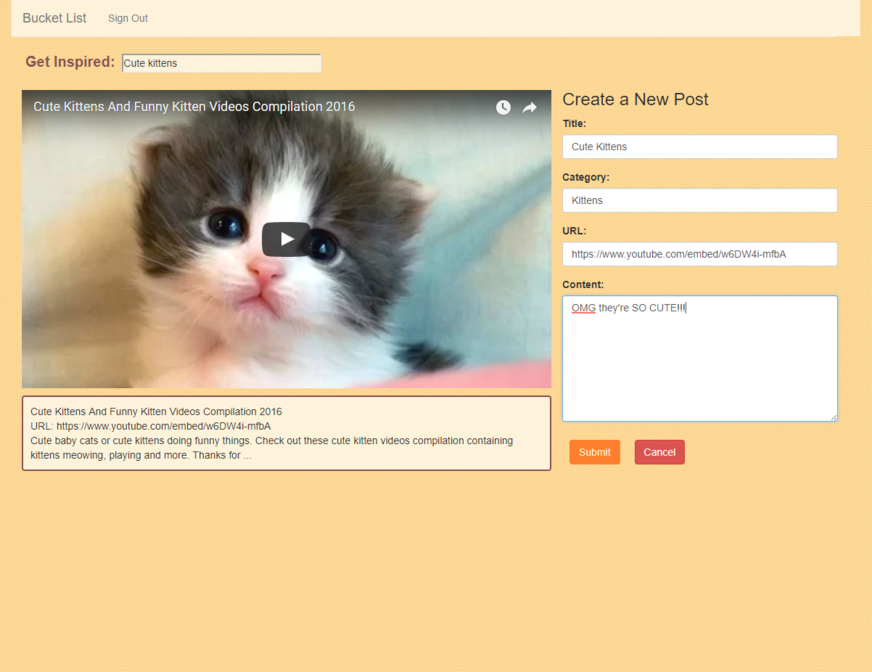 Bucket List Sign Out
Get Inspired: Cute kittens
Cute Kittens And Funny Kitten Videos Compilation 2016
Cute Kittens And Funny Kitten Videos Compilation 2016
URL: https://www.youtube.com/embed/w6DW4i-mfbA
Cute baby cats or cute kittens doing funny things. Check out these cute kitten videos compilation containing
kittens meowing, playing and more. Thanks for ...
Create a New Post
Title:
Cute Kittens
Category:
Kittens
URL:
https://www.youtube.com/embed/w6DW4i-mfbA
Content:
OMG they're SO CUTE!!!
Submit Cancel